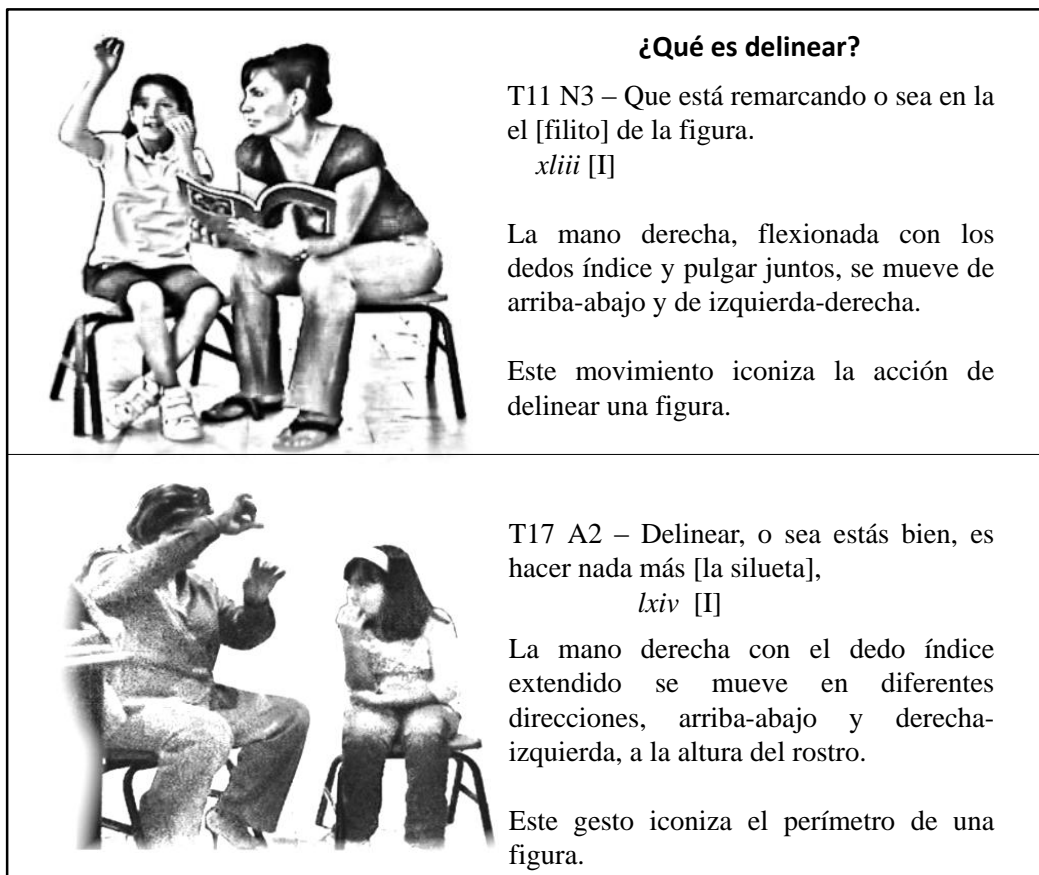 ¿Qué es delinear?
T11 N3 – Que está remarcando o sea en la
el [filito] de la figura.
xliii [I]
La mano derecha, flexionada con los
dedos índice y pulgar juntos, se mueve de
arriba-abajo y de izquierda-derecha.
Este movimiento iconiza la acción de
delinear una figura.
T17 A2 – Delinear, o sea estás bien, es
hacer nada más [la silueta],
lxiv [I]
La mano derecha con el dedo índice
extendido se mueve en diferentes
direcciones, arriba-abajo y derecha-
izquierda, a la altura del rostro.
Este gesto iconiza el perímetro de una
figura.